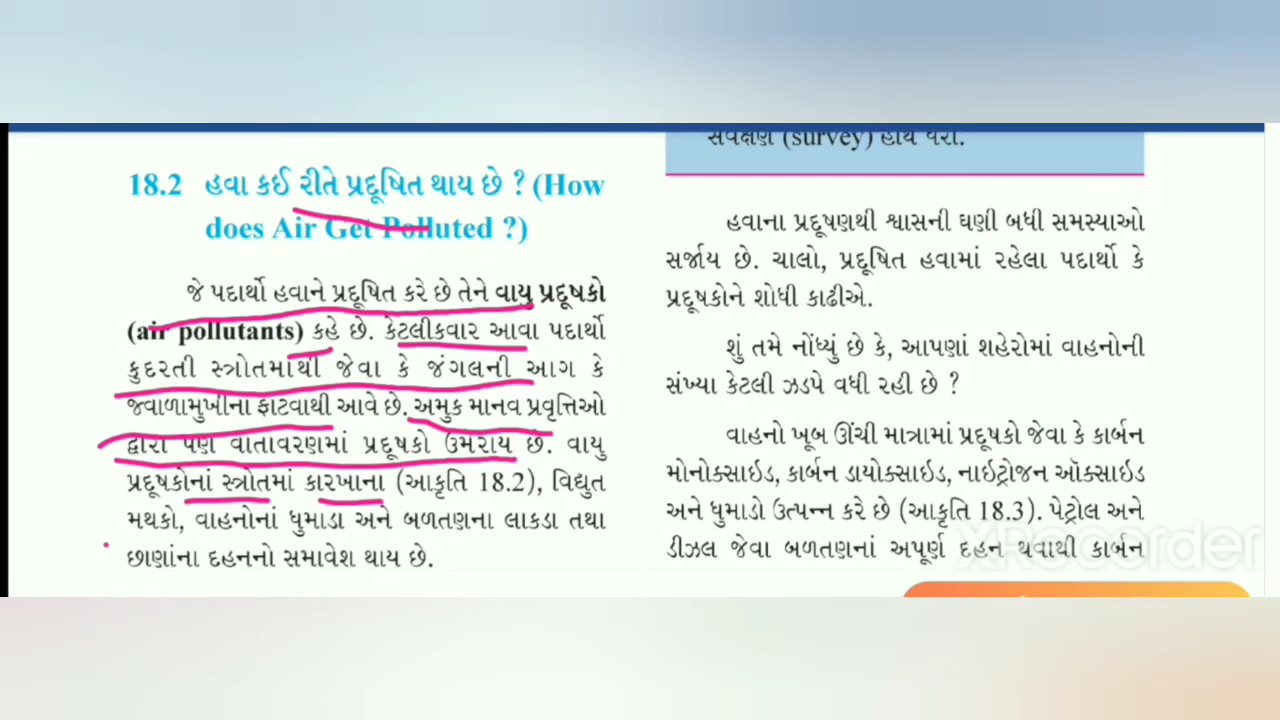 18.2 હવા કઈ રીતે પ્રદૂષિત થાય છે ? (How
does Air Get Polluted ?)
જે પદાર્થો હવાને પ્રદૂષિત કરે છે તેને વાયુ પ્રદૂષકો
(air pollutants) કહે છે. કેટલીકવાર આવા પદાર્થો
કુદરતી સ્ત્રોતમાંથી જેવા કે જંગલની આગ કે
જ્વાળામુખીના ફાટવાથી આવે છે. અમુક માનવ પ્રવૃત્તિઓ
દ્વારા પણ વાતાવરણમાં પ્રદૂષકો ઉમરાય છે. વાયુ
પ્રદૂષકોનાં સ્ત્રોતમાં કારખાના (આકૃતિ 18.2), વિદ્યુત
મથકો, વાહનોનાં ધુમાડા અને બળતણના લાકડા તથા
છાણાંના દહનનો સમાવેશ થાય છે.
સર્વેક્ષણ (survey) હાથ ધરો.
હવાના પ્રદૂષણથી શ્વાસની ઘણી બધી સમસ્યાઓ
સર્જાય છે. ચાલો, પ્રદૂષિત હવામાં રહેલા પદાર્થો કે
પ્રદૂષકોને શોધી કાઢીએ.
શું તમે નોંધ્યું છે કે, આપણાં શહેરોમાં વાહનોની
સંખ્યા કેટલી ઝડપે વધી રહી છે ?
વાહનો ખૂબ ઊંચી માત્રામાં પ્રદૂષકો જેવા કે કાર્બન
મોનોક્સાઇડ, કાર્બન ડાયોક્સાઇડ, નાઇટ્રોજન ઑક્સાઇડ
અને ધુમાડો ઉત્પન્ન કરે છે (આકૃતિ 18.3). પેટ્રોલ અને
ડીઝલ જેવા બળતણનાં અપૂર્ણ દહન થવાથી કાર્બન
XRecorder